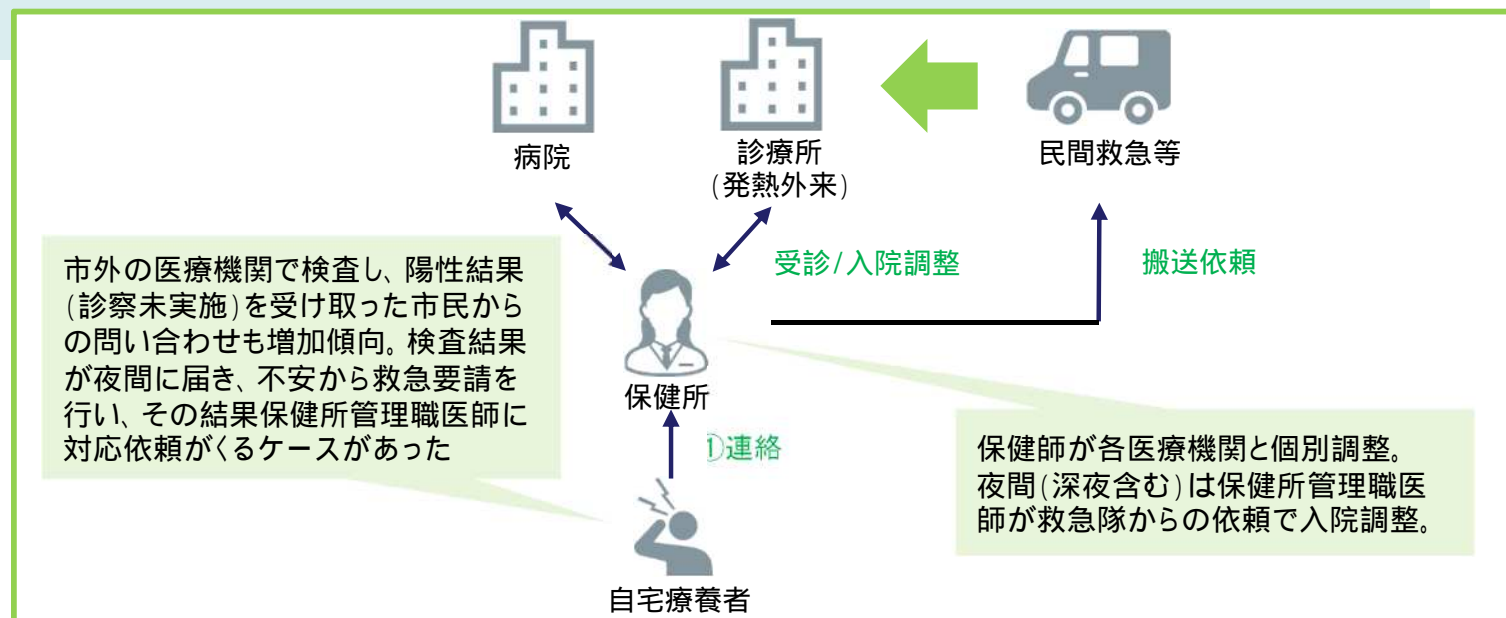 病院
診療所
(発熱外来)
民間救急等
受診/入院調整
搬送依頼
市外の医療機関で検査し、陽性結果
(診察未実施)を受け取った市民から
の問い合わせも増加傾向。検査結果
が夜間に届き、不安から救急要請を
行い、その結果保健所管理職医師に
対応依頼がくるケースがあった
保健所
①連絡
保健師が各医療機関と個別調整。
夜間(深夜含む)は保健所管理職医
師が救急隊からの依頼で入院調整。
自宅療養者